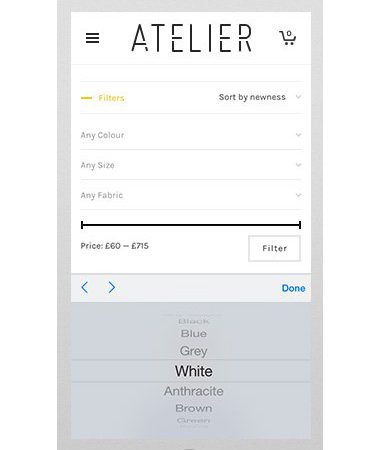 ATELIER
0
Filters
Sort by newness
Any Colour
Any Size
Any Fabric
Price: £60 — £715
Filter
Done
Black
Blue
Grey
White
Anthracite
Brown
Green